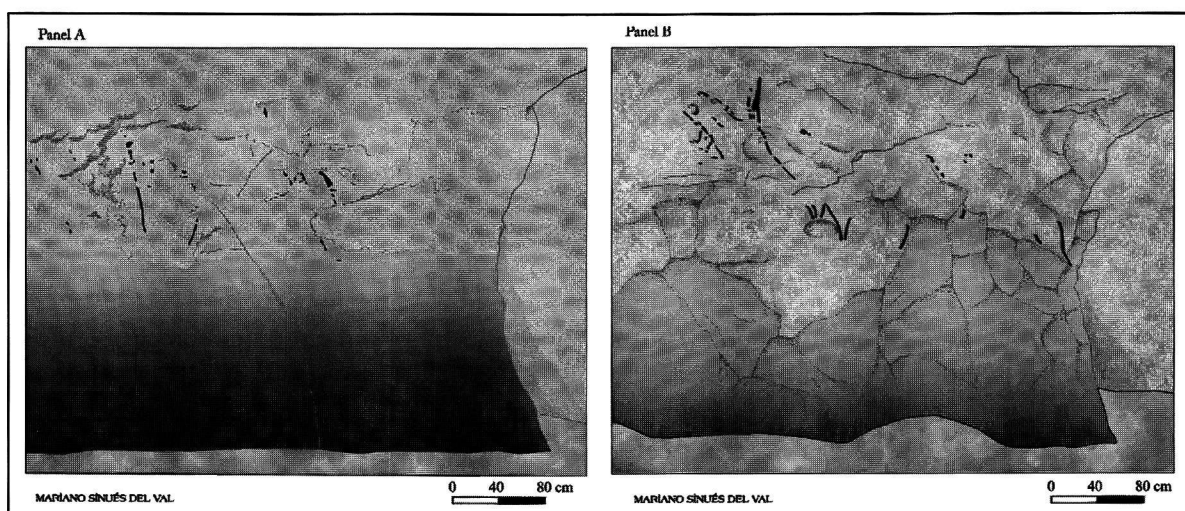 Panel A
Panel B
MARIANO SINUÉS DEL VAL
0 40 80 cm
MARIANO SINUÉS DEL VAL
0 40 80 cm